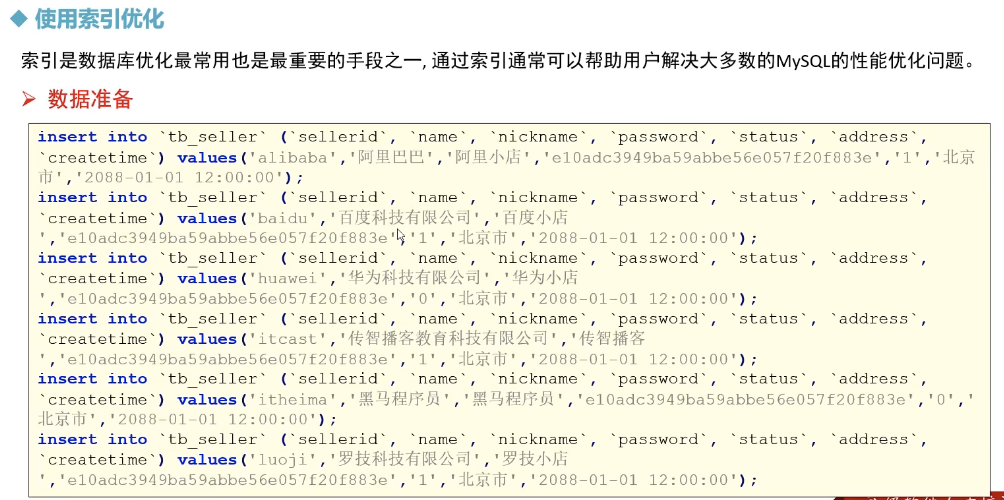 使用索引优化
索引是数据库优化最常用也是最重要的手段之一, 通过索引通常可以帮助用户解决大多数的MySQL的性能优化问题。
数据准备
insert into `tb_seller` (`sellerid`, `name`, `nickname`, `password`, `status`, `address`,
`createtime`) values('alibaba','阿里巴巴','阿里小店','e10adc3949ba59abbe56e057f20f883e','1','北京
市','2088-01-01 12:00:00');
insert into `tb_seller` (`sellerid`, `name`, `nickname`, `password`, `status`, `address`,
`createtime`) values('baidu','百度科技有限公司','百度小店
','e10adc3949ba59abbe56e057f20f883e','1','北京市','2088-01-01 12:00:00');
insert into `tb_seller` (`sellerid`, `name`, `nickname`, `password`, `status`, `address`,
`createtime`) values('huawei','华为科技有限公司','华为小店
','e10adc3949ba59abbe56e057f20f883e','0','北京市','2088-01-01 12:00:00');
insert into `tb_seller` (`sellerid`, `name`, `nickname`, `password`, `status`, `address`,
`createtime`) values('itcast','传智播客教育科技有限公司','传智播客
','e10adc3949ba59abbe56e057f20f883e','1','北京市','2088-01-01 12:00:00');
insert into `tb_seller` (`sellerid`, `name`, `nickname`, `password`, `status`, `address`,
`createtime`) values('itheima','黑马程序员','黑马程序员','e10adc3949ba59abbe56e057f20f883e','0','
北京市','2088-01-01 12:00:00');
insert into `tb_seller` (`sellerid`, `name`, `nickname`, `password`, `status`, `address`,
`createtime`) values('luoji','罗技科技有限公司','罗技小店
','e10adc3949ba59abbe56e057f20f883e','1','北京市','2088-01-01 12:00:00');